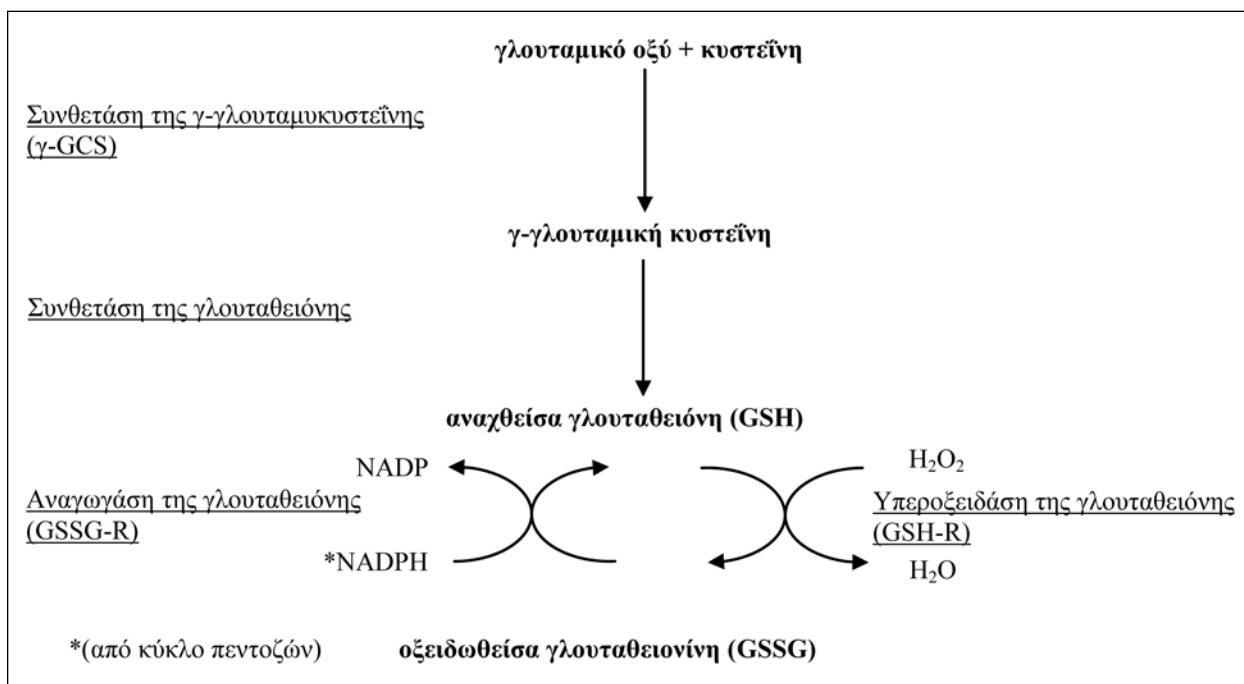 γλουταμικό οξύ + κυστεΐνη
Συνθετάση της γ-γλουταμυκυστεΐνης
(γ-GCS)
γ-γλουταμική κυστεΐνη
Συνθετάση της γλουταθειόνης
αναχθείσα γλουταθειόνη (GSH)
NADP
H₂O₂
Αναγωγάση της γλουταθειόνης
(GSSG-R)
Υπεροξειδάση της γλουταθειόνης
(GSH-R)
*NADPH
H₂O
*(από κύκλο πεντοζών)
οξειδωθείσα γλουταθειονίνη (GSSG)